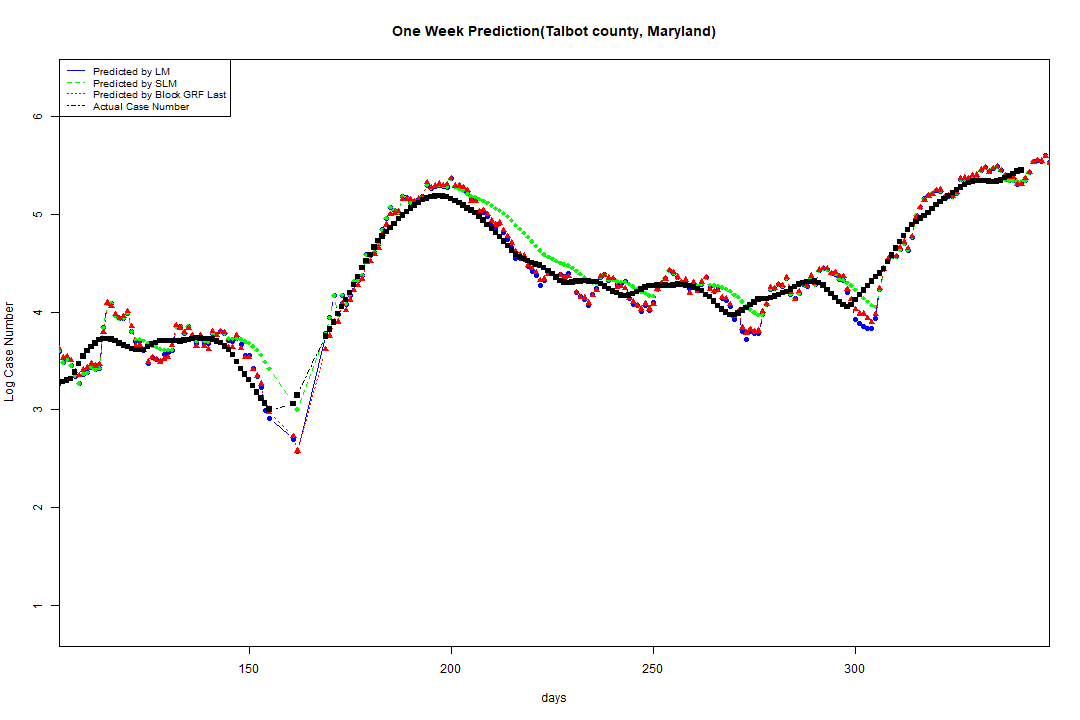 One Week Prediction(Talbot county, Maryland)
Predicted by LM
Predicted by SLM
Predicted by Block GRF Last
Actual Case Number
6
5
4
3
2
1
Log Case Number
150 200 250 300
days